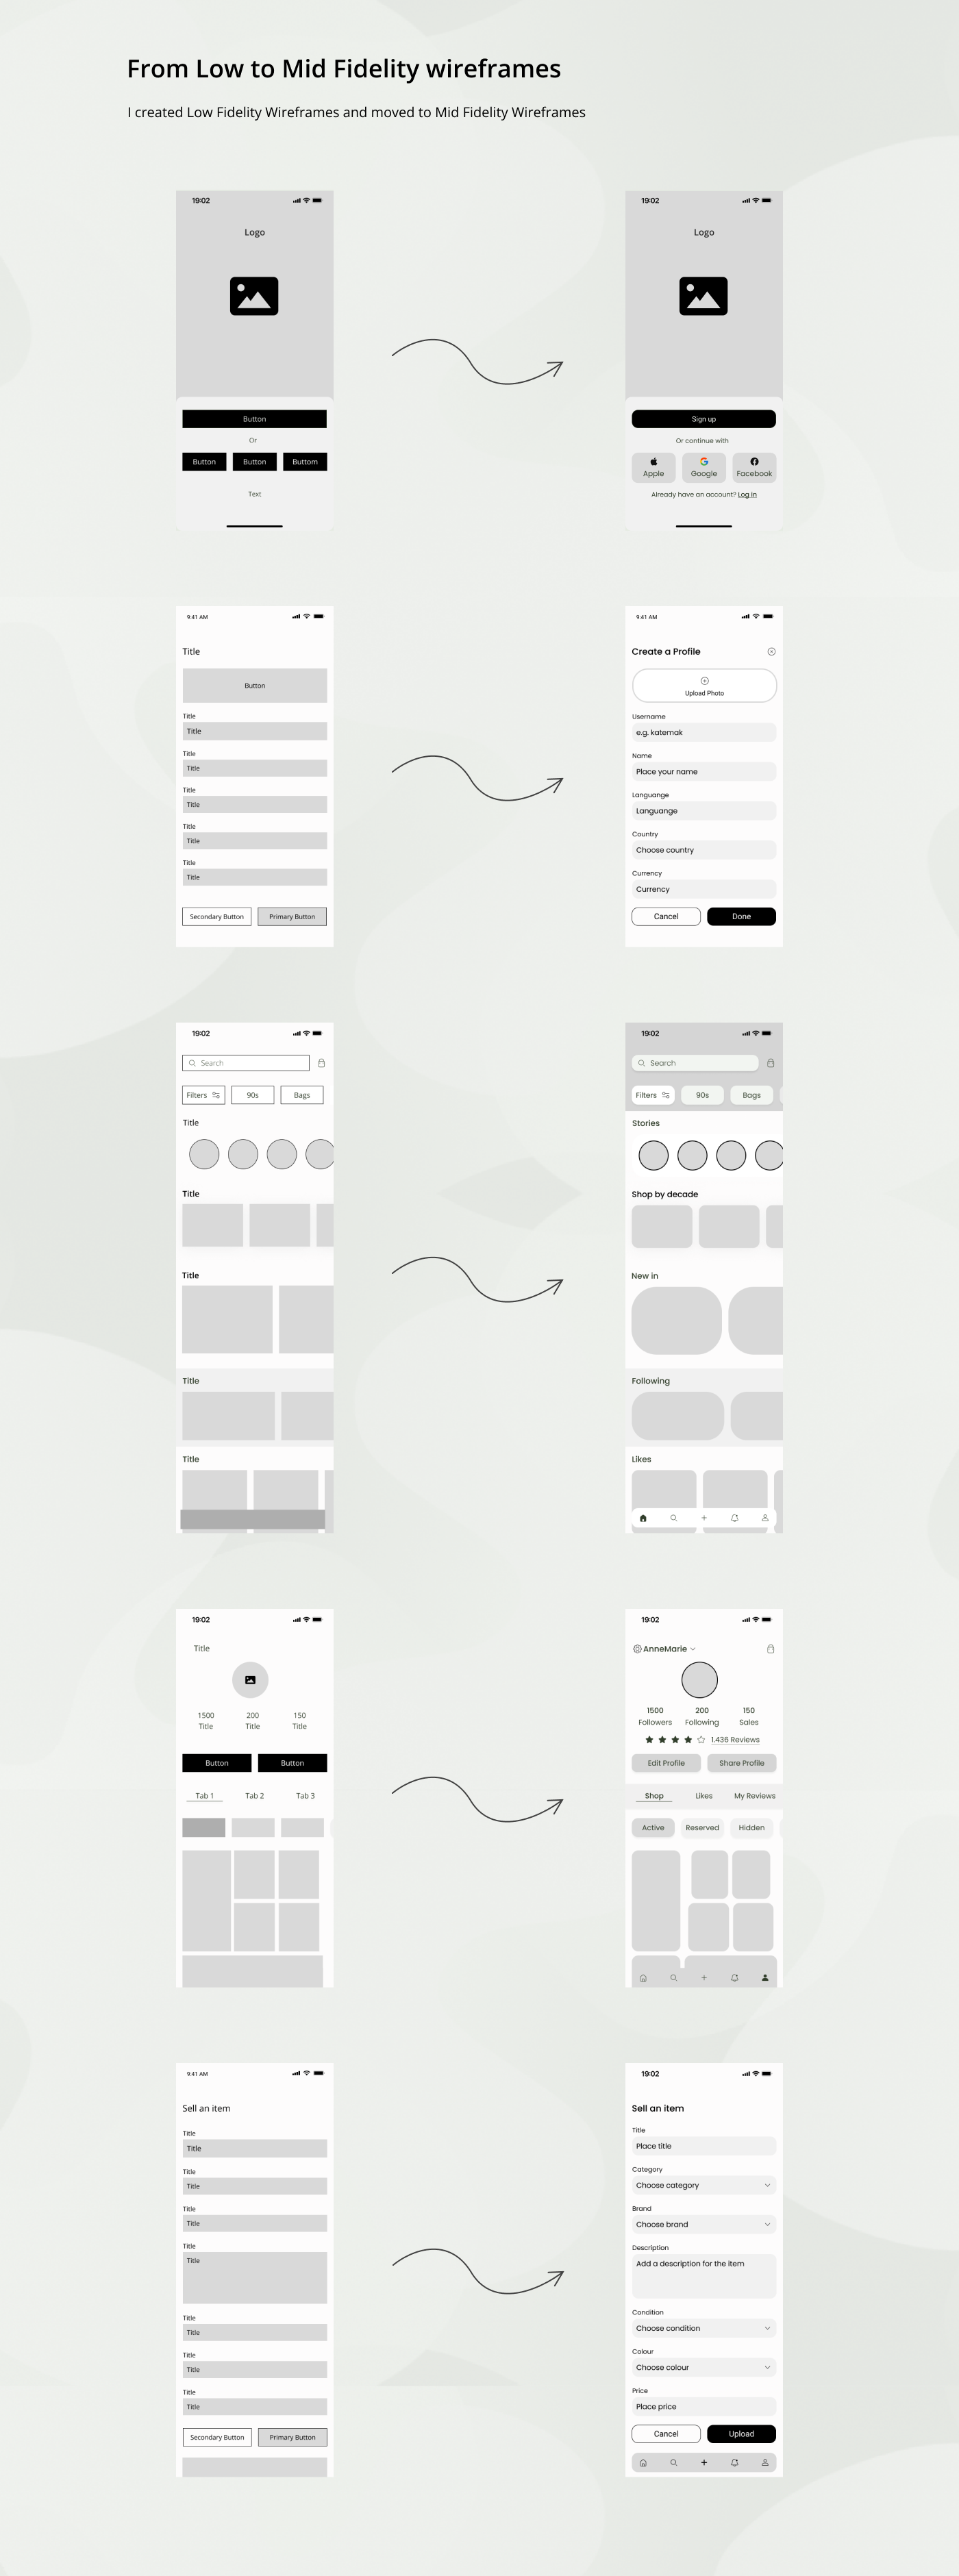 From Low to Mid Fidelity wireframes
I created Low Fidelity Wireframes and moved to Mid Fidelity Wireframes
19:02
Logo
Button
Or
Button Button Buttom
Text
19:02
Logo
Sign up
Or continue with
Apple Google Facebook
Already have an account? Log in
9:41 AM
Title
Button
Title
Title
Title
Title
Title
Title
Title
Title
Title
Title
Secondary Button Primary Button
9:41 AM
Create a Profile
Upload Photo
Username
e.g. katemak
Name
Place your name
Languange
Languange
Country
Choose country
Currency
Currency
Cancel Done
19:02
Search
Filters 90s Bags
Title
Title
Title
Title
Title
19:02
Search
Filters 90s Bags
Stories
Shop by decade
New in
Following
Likes
19:02
Title
1500 200 150
Title Title Title
Button Button
Tab 1 Tab 2 Tab 3
19:02
AnneMarie
1500 200 150
Followers Following Sales
1.436 Reviews
Edit Profile Share Profile
Shop Likes My Reviews
Active Reserved Hidden
9:41 AM
Sell an item
Title
Title
Title
Title
Title
Title
Title
Title
Title
Title
Title
Title
Title
Title
Secondary Button Primary Button
19:02
Sell an item
Title
Place title
Category
Choose category
Brand
Choose brand
Description
Add a description for the item
Condition
Choose condition
Colour
Choose colour
Price
Place price
Cancel Upload